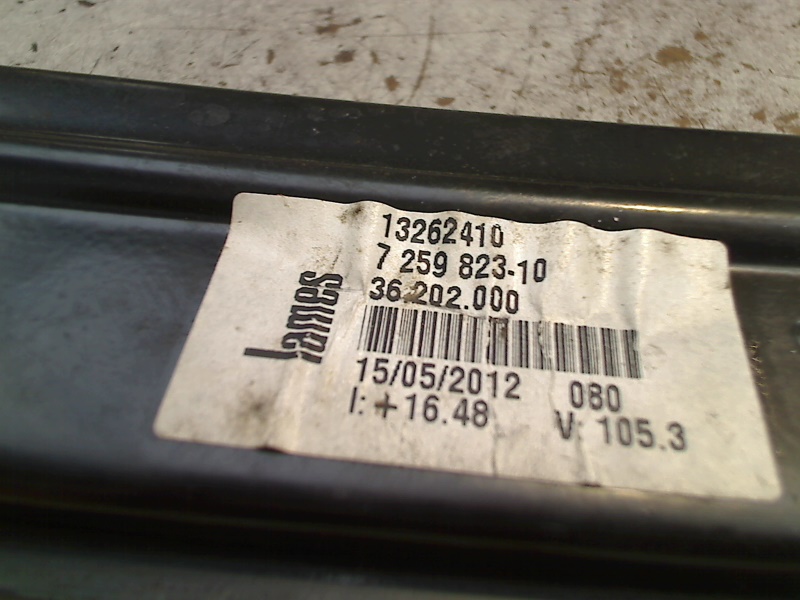 13262410
7 259 823-10
36.202.000
lames
15/05/2012 080
I: +16.48 V: 105.3